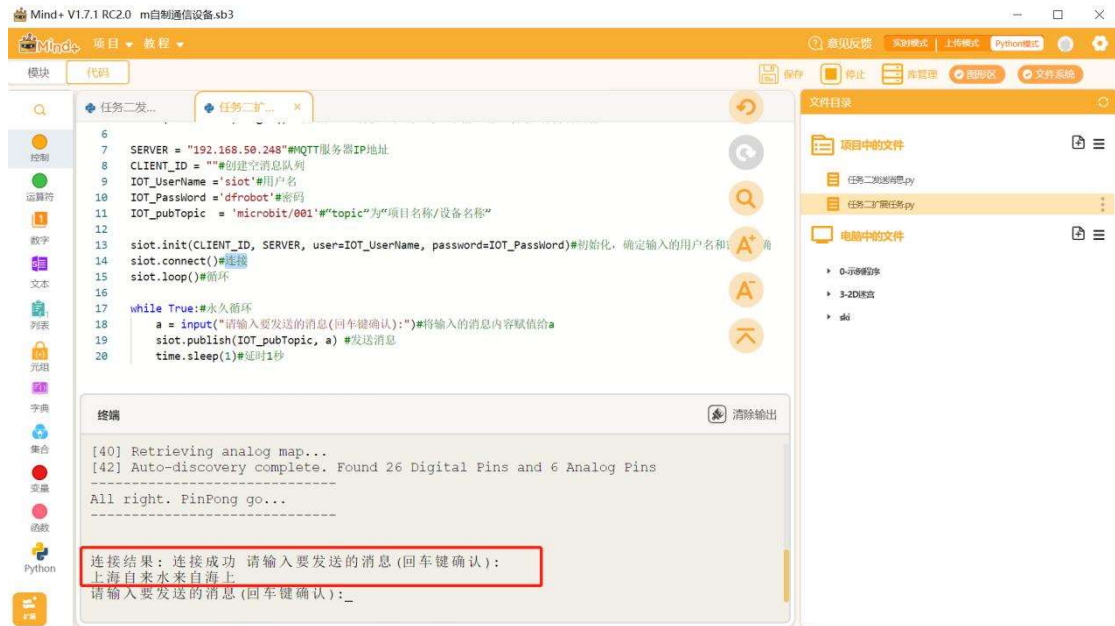 Mind+ V1.7.1 RC2.0 m自制通信设备.sb3
Mind+ 项目 教程 意见反馈 实时模式 上传模式 Python模式
模块 代码 保存 停止 库管理 图形区 文件系统
任务二发... 任务二扩... × 文件目录
6
7 SERVER = "192.168.50.248"#MQTT服务器IP地址
8 CLIENT_ID = ""#创建空消息队列
9 IOT_UserName ='siot'#用户名
10 IOT_PassWord ='dfrobot'#密码
11 IOT_pubTopic = 'microbit/001'#"topic"为"项目名称/设备名称"
12
13 siot.init(CLIENT_ID, SERVER, user=IOT_UserName, password=IOT_PassWord)#初始化，确定输入的用户名和
14 siot.connect()#连接
15 siot.loop()#循环
16
17 while True:#永久循环
18 a = input("请输入要发送的消息(回车键确认):")#将输入的消息内容赋值给a
19 siot.publish(IOT_pubTopic, a) #发送消息
20 time.sleep(1)#延时1秒
控制
运算符
数字
文本
列表
元组
字典
集合
变量
函数
Python
扩展
A+
A-
终端 清除输出
[40] Retrieving analog map...
[42] Auto-discovery complete. Found 26 Digital Pins and 6 Analog Pins
------------------------------
All right. PinPong go...
------------------------------
连接结果: 连接成功 请输入要发送的消息(回车键确认):
上海自来水来自海上
请输入要发送的消息(回车键确认):_
项目中的文件
任务二发送消息.py
任务二扩展任务.py
电脑中的文件
0-示例程序
3-2D迷宫
ski